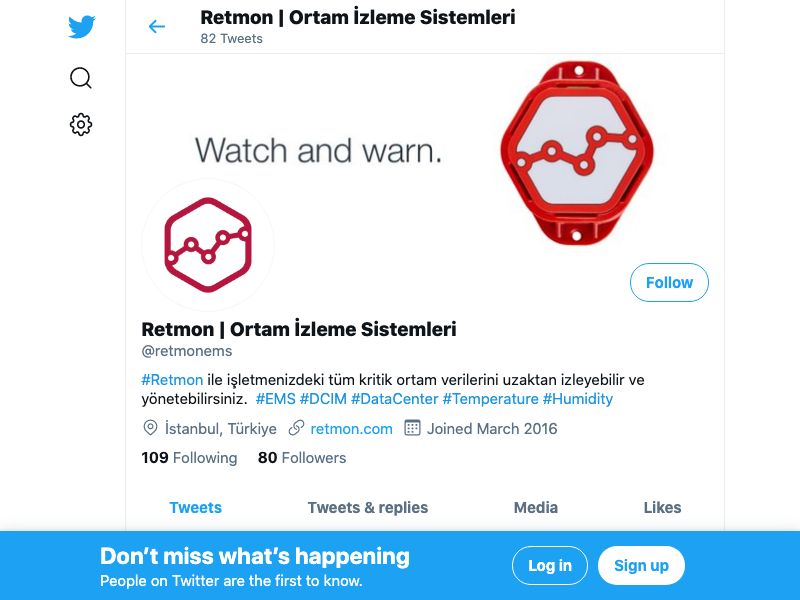 Retmon | Ortam İzleme Sistemleri
82 Tweets
Watch and warn.
Follow
Retmon | Ortam İzleme Sistemleri
@retmonems
#Retmon ile işletmenizdeki tüm kritik ortam verilerini uzaktan izleyebilir ve
yönetebilirsiniz. #EMS #DCIM #DataCenter #Temperature #Humidity
İstanbul, Türkiye retmon.com Joined March 2016
109 Following 80 Followers
Tweets Tweets & replies Media Likes
Don’t miss what’s happening
People on Twitter are the first to know.
Log in Sign up